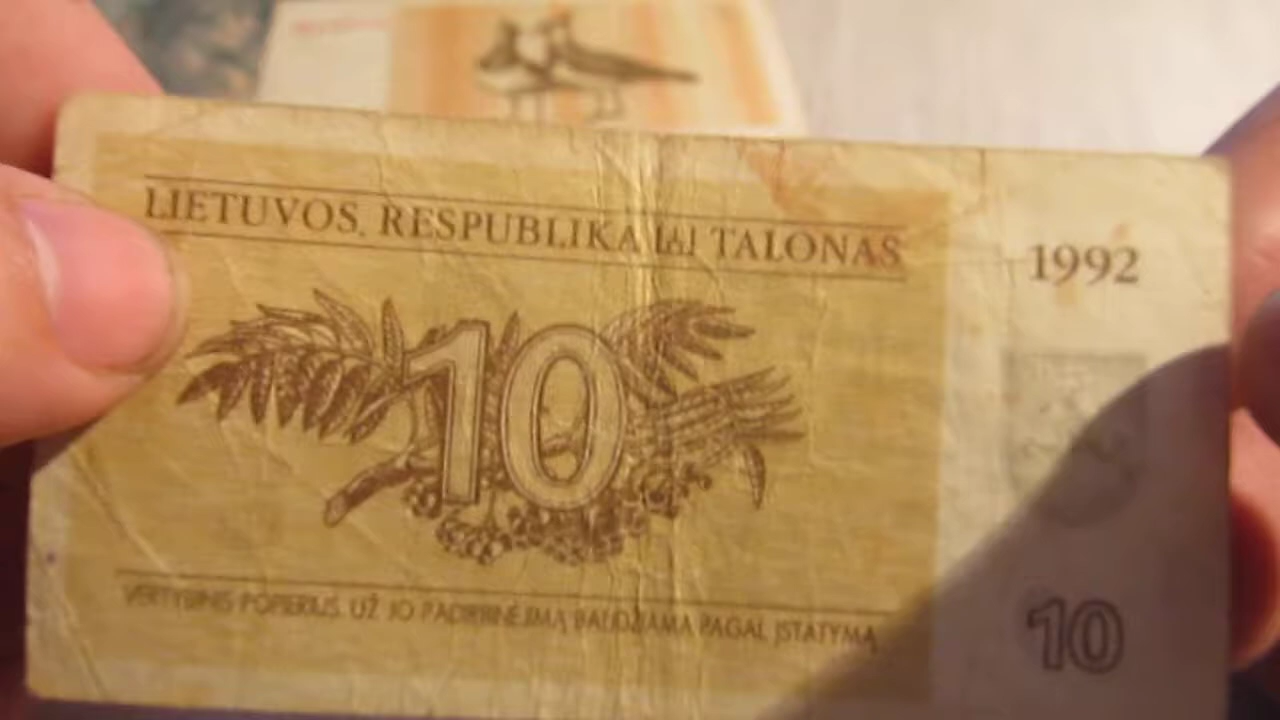 LIETUVOS RESPUBLIKA TALONAS
1992
10
VERTYBINIS POPIERIUS. UŽ JO PADIRBINĖJIMĄ BAUDŽIAMA PAGAL ĮSTATYMĄ
10